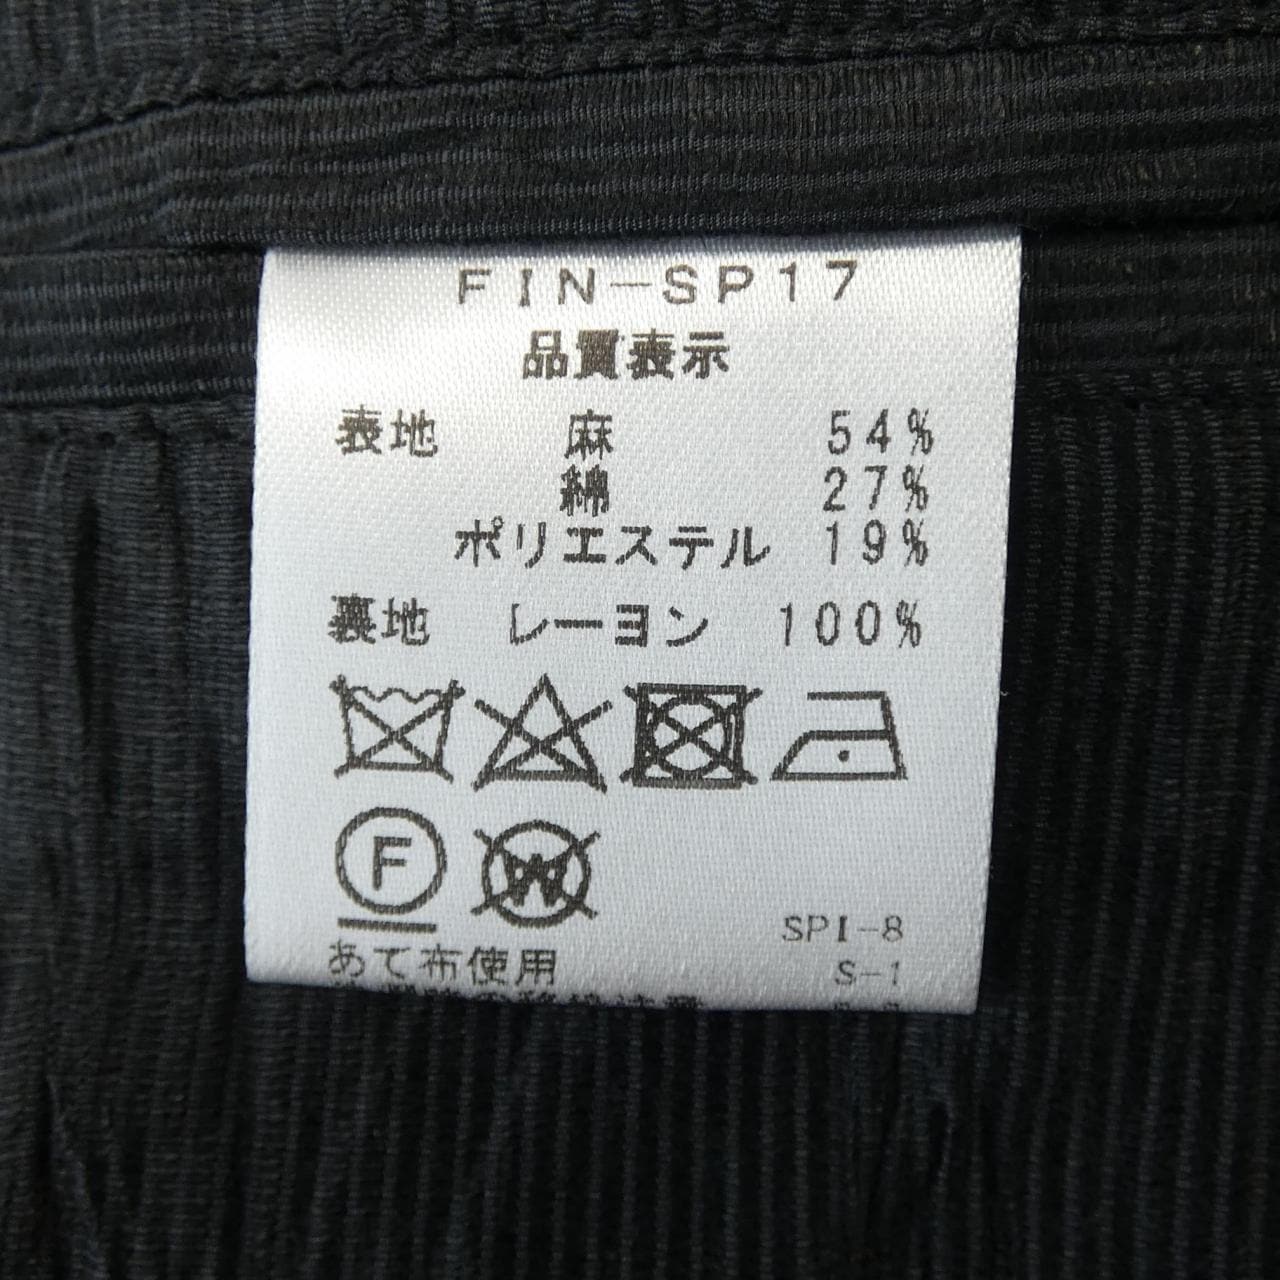 FIN-SP17
品質表示
表地 麻 54%
綿 27%
ポリエステル 19%
裏地 レーヨン 100%
F
W
SPI-8
あて布使用 S-1